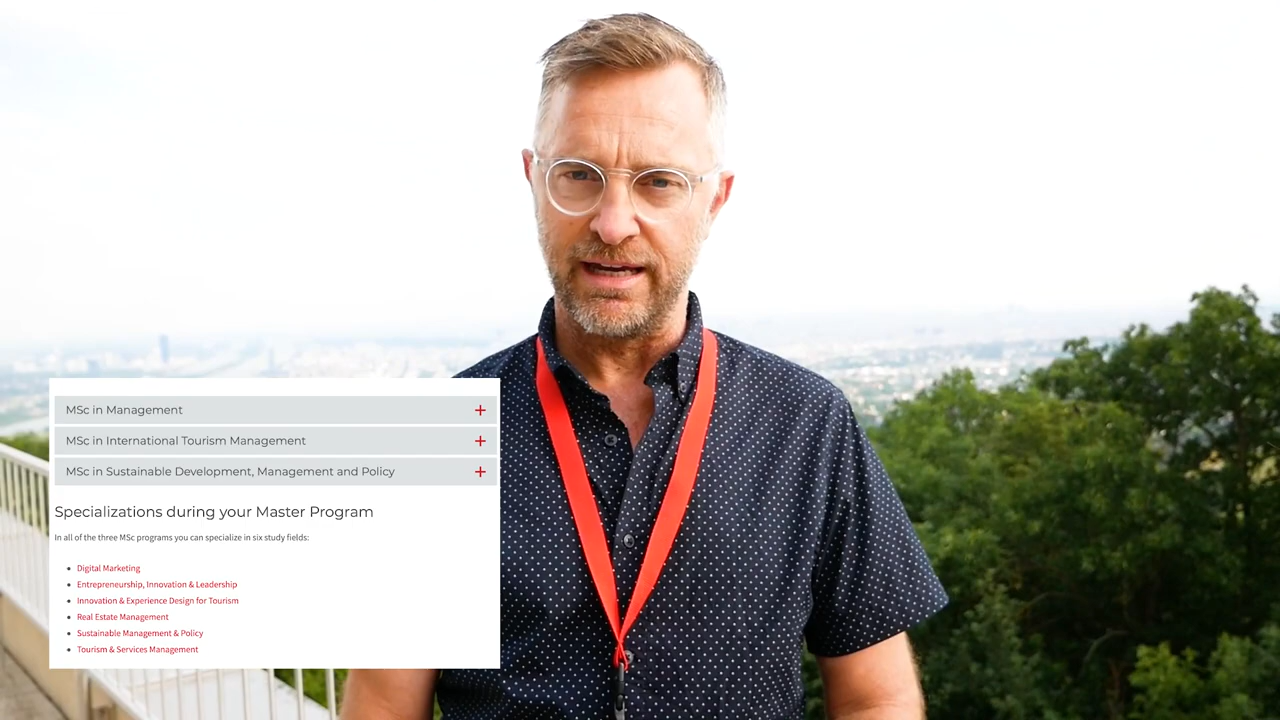 MSc in Management
MSc in International Tourism Management
MSc in Sustainable Development, Management and Policy
Specializations during your Master Program
In all of the three MSc programs you can specialize in six study fields:
Digital Marketing
Entrepreneurship, Innovation & Leadership
Innovation & Experience Design for Tourism
Real Estate Management
Sustainable Management & Policy
Tourism & Services Management